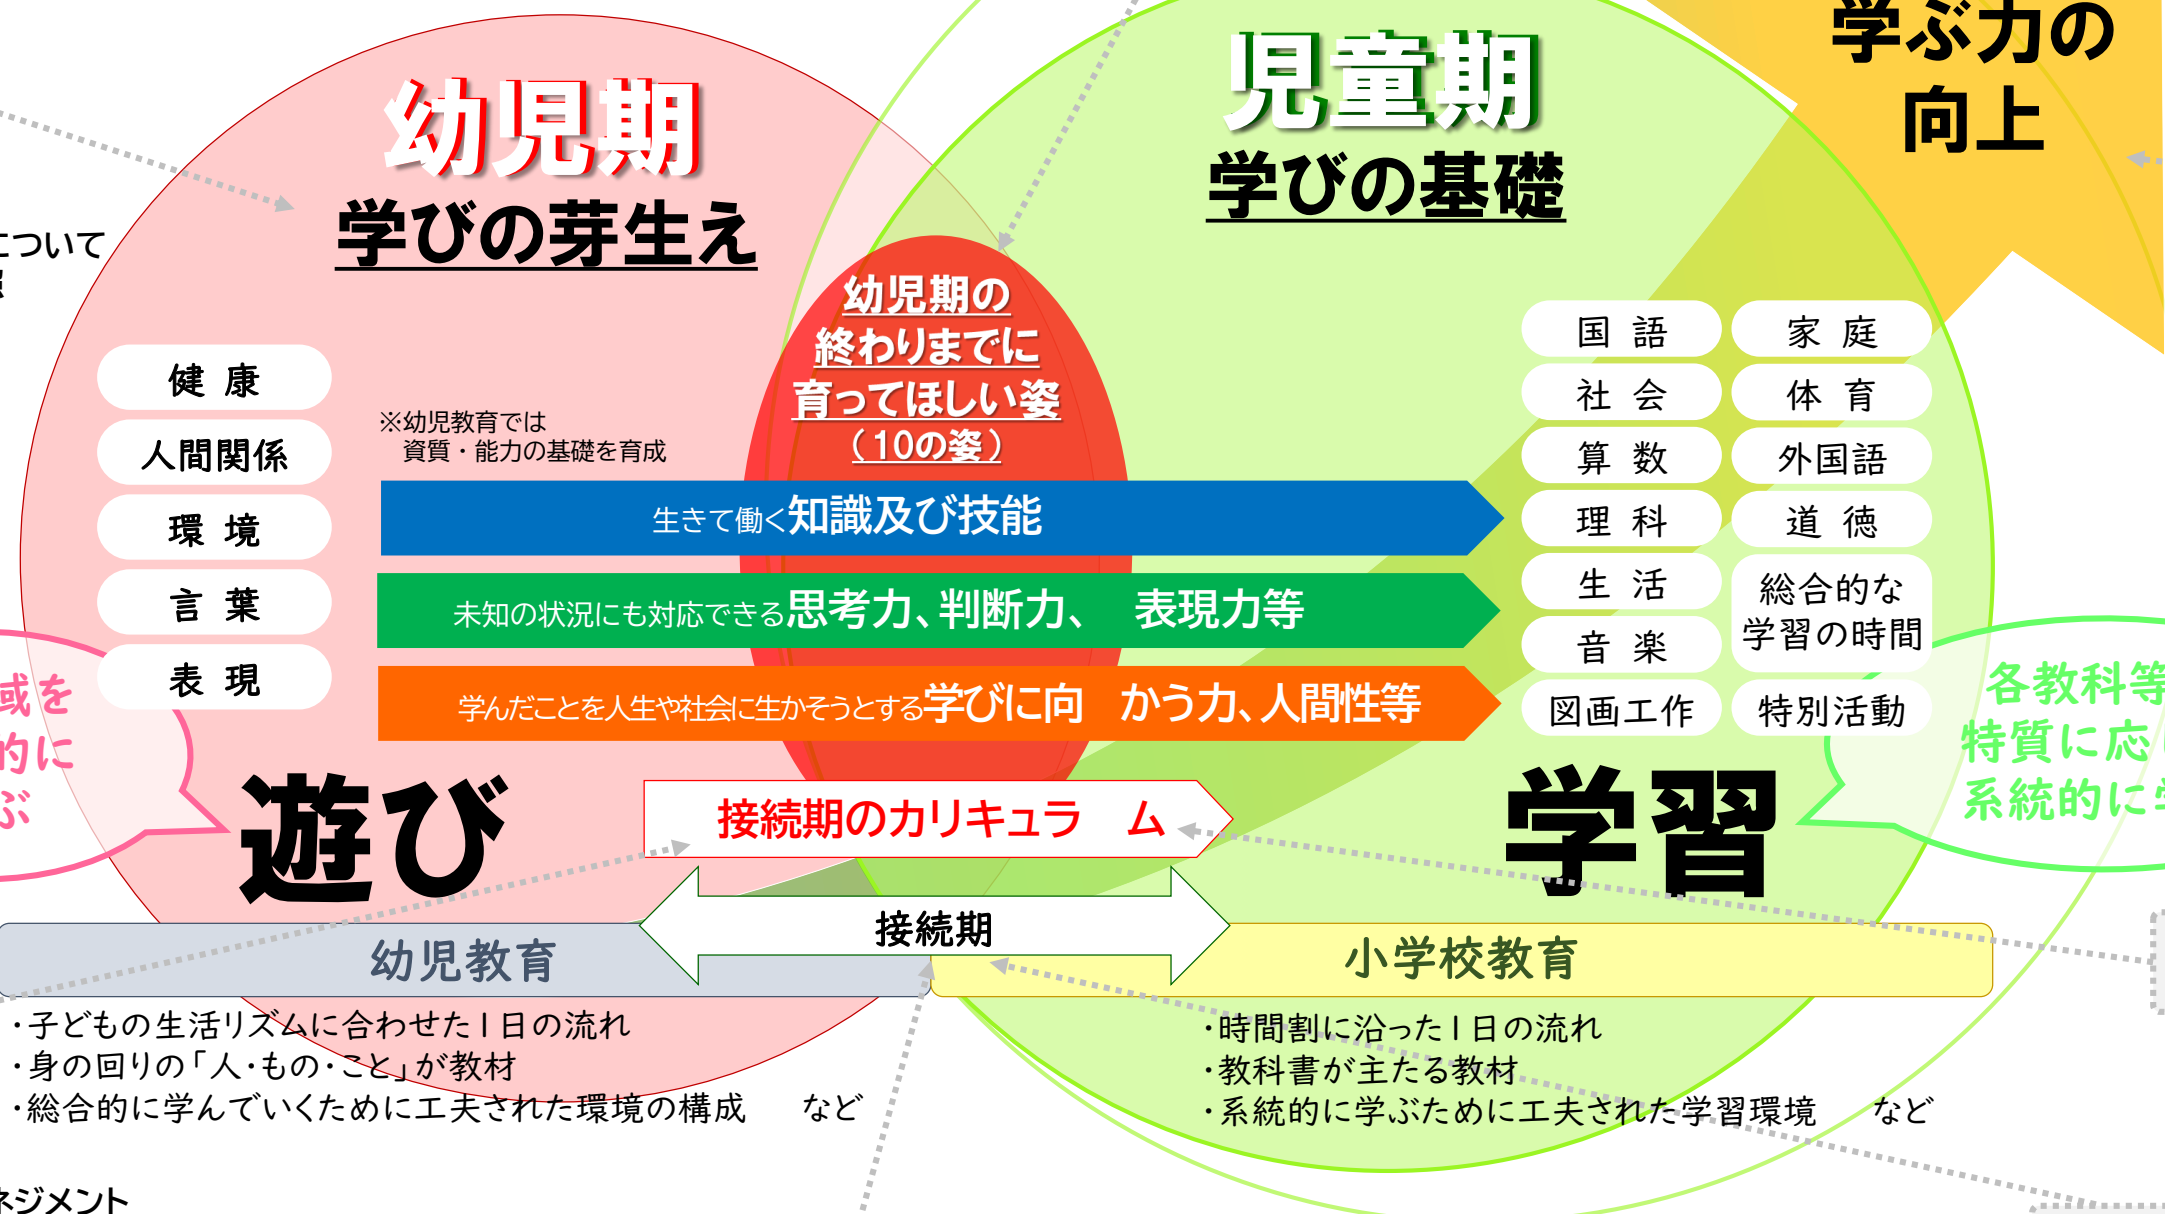 学ぶ力の
向上
幼児期
学びの芽生え
児童期
学びの基礎
について
幼児期の
終わりまでに
育ってほしい姿
（10の姿）
健 康
人間関係
環 境
言 葉
表 現
※幼児教育では
資質・能力の基礎を育成
生きて働く知識及び技能
未知の状況にも対応できる思考力、判断力、 表現力等
学んだことを人生や社会に生かそうとする学びに向 かう力、人間性等
国 語
社 会
算 数
理 科
生 活
音 楽
図画工作
家 庭
体 育
外国語
道 徳
総合的な
学習の時間
特別活動
域を
的に
ぶ
各教科等
特質に応
系統的に
遊び
学習
接続期のカリキュラ ム
接続期
幼児教育
小学校教育
・子どもの生活リズムに合わせた1日の流れ
・身の回りの「人・もの・こと」が教材
・総合的に学んでいくために工夫された環境の構成 など
・時間割に沿った1日の流れ
・教科書が主たる教材
・系統的に学ぶために工夫された学習環境 など
ネジメント